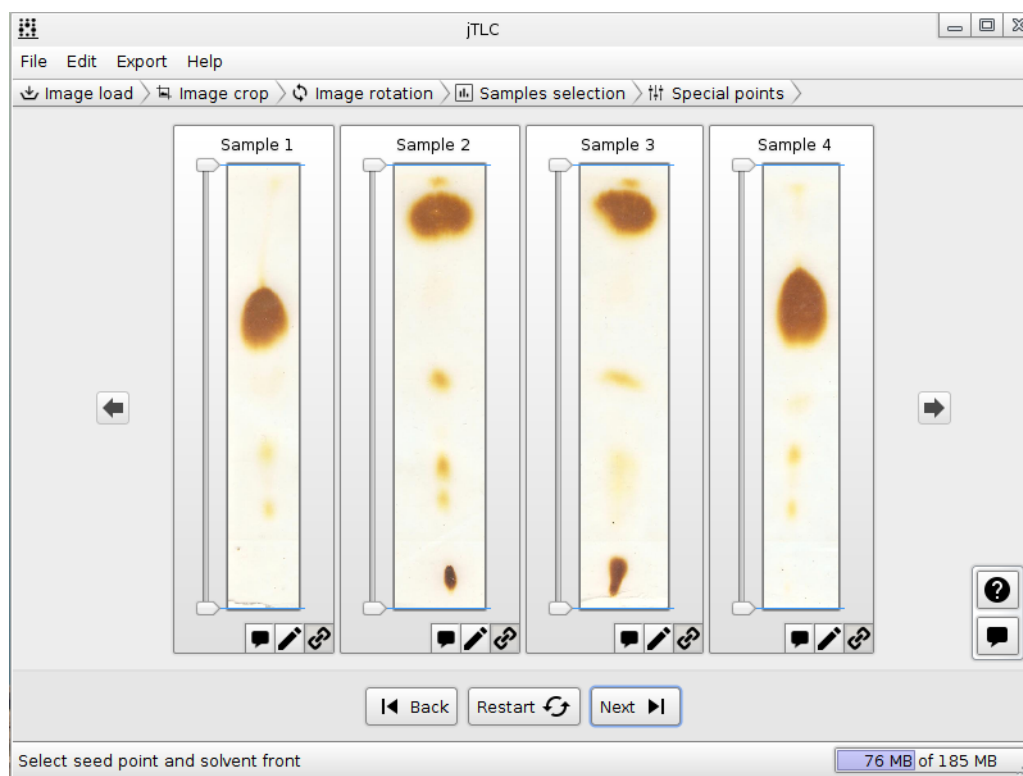 jTLC
File Edit Export Help
Image load Image crop Image rotation Samples selection Special points
Sample 1 Sample 2 Sample 3 Sample 4
Back Restart Next
Select seed point and solvent front 76 MB of 185 MB